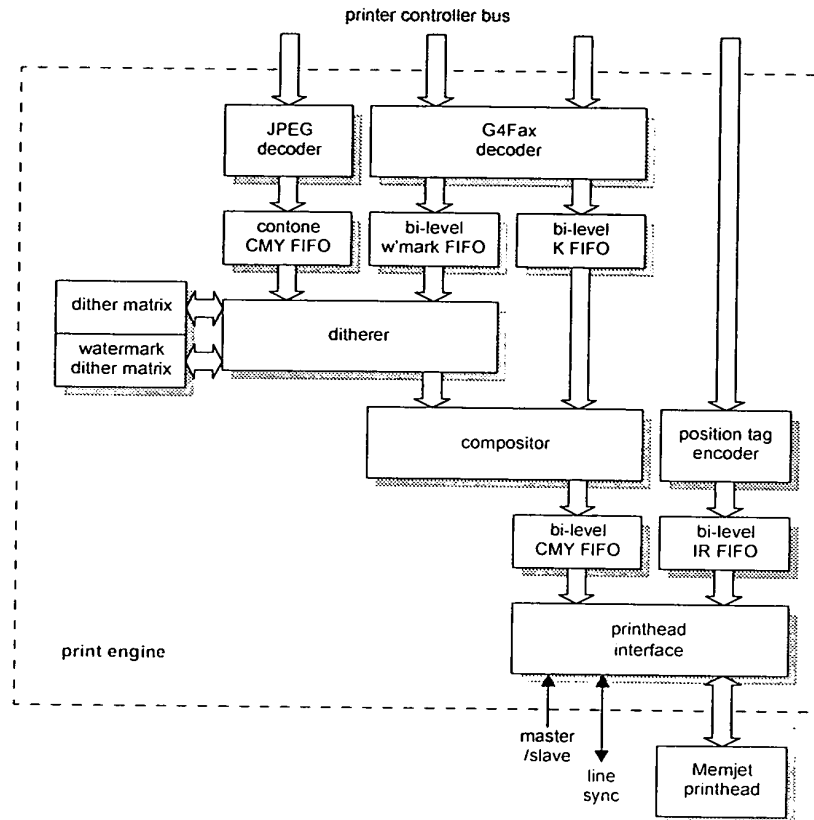 printer controller bus
JPEG
decoder
G4Fax
decoder
contone
CMY FIFO
bi-level
w'mark FIFO
bi-level
K FIFO
dither matrix
watermark
dither matrix
ditherer
compositor
position tag
encoder
bi-level
CMY FIFO
bi-level
IR FIFO
printhead
interface
print engine
master
/slave
line
sync
Memjet
printhead